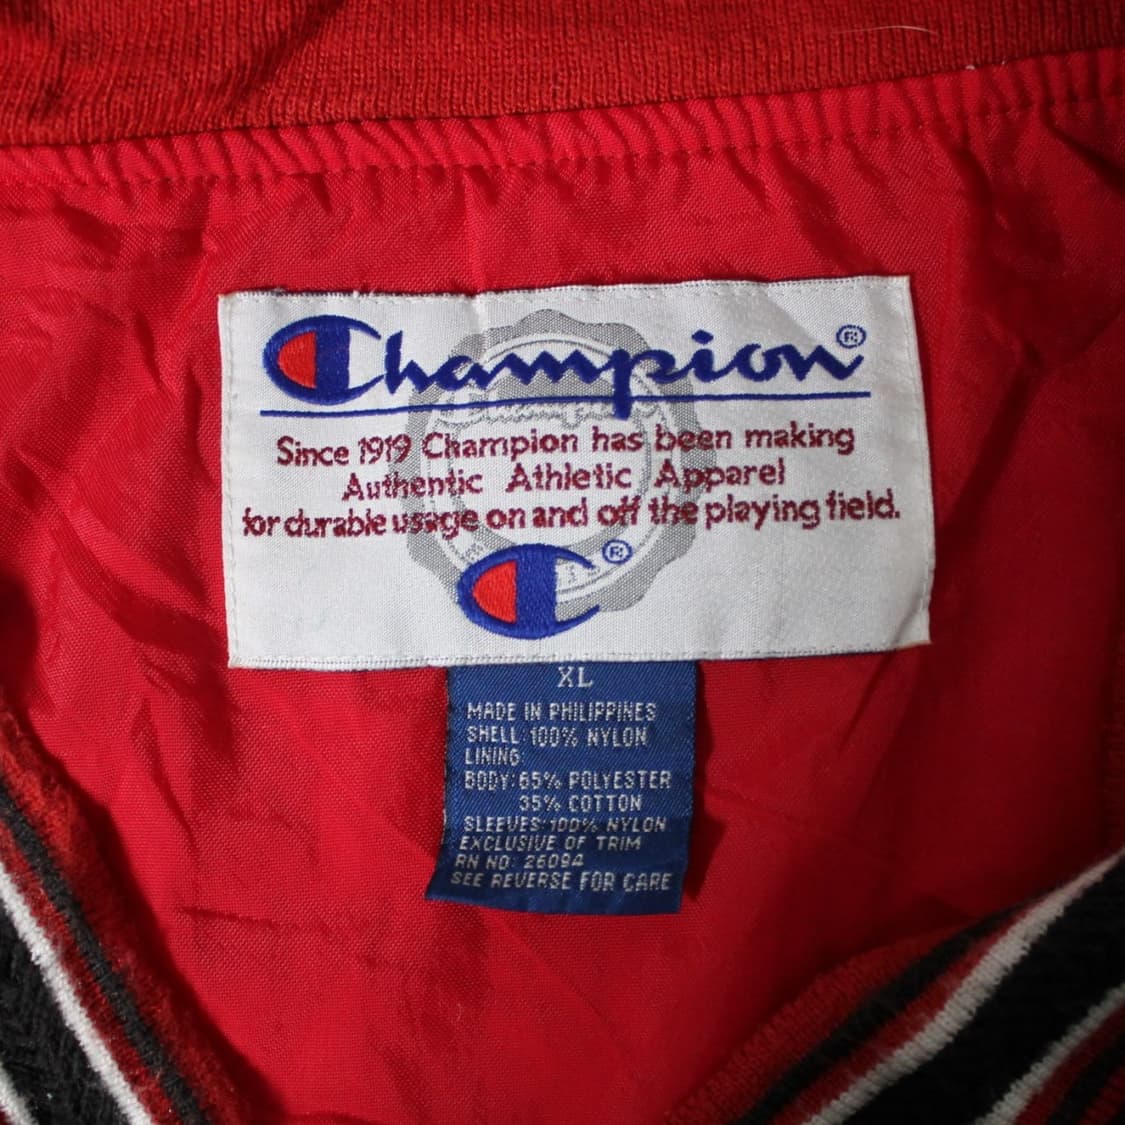 Champion®
Since 1919 Champion has been making
Authentic Athletic Apparel
for durable usage on and off the playing field.
®
XL
MADE IN PHILIPPINES
SHELL: 100% NYLON
LINING:
BODY: 65% POLYESTER
35% COTTON
SLEEVES: 100% NYLON
EXCLUSIVE OF TRIM
RN NO: 26094
SEE REVERSE FOR CARE